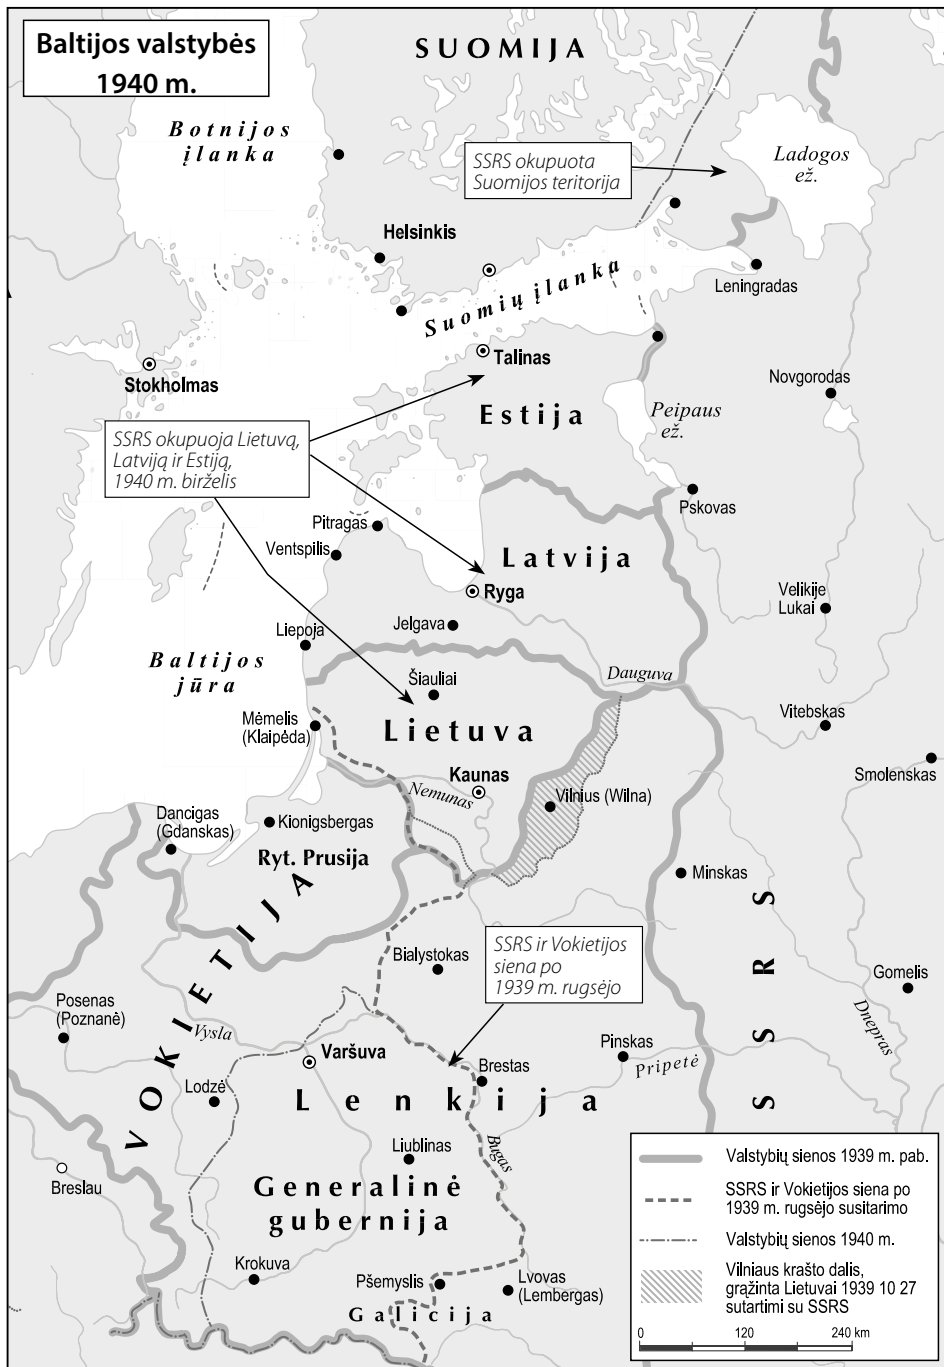 Baltijos valstybės
1940 m.
SUOMIJA
Botnijos
įlanka
SSRS okupuota
Suomijos teritorija
Ladogos
ež.
Helsinkis
Suomių įlanka
Leningradas
Talinas
Stokholmas
Novgorodas
Estija
Peipaus
ež.
SSRS okupuoja Lietuvą,
Latviją ir Estiją,
1940 m. birželis
Pskovas
Pitragas
Ventspilis
Latvija
Ryga
Velikije
Lukai
Jelgava
Liepoja
Baltijos
jūra
Dauguva
Šiauliai
Mėmelis
(Klaipėda)
Lietuva
Vitebskas
Smolenskas
Kaunas
Nemunas
Vilnius (Wilna)
Dancigas
(Gdanskas)
Kionigsbergas
Ryt. Prusija
Minskas
VOKIETIJA
SSRS
Bialystokas
SSRS ir Vokietijos
siena po
1939 m. rugsėjo
Gomelis
Dnepras
Posenas
(Poznanė)
Vysla
Varšuva
Pinskas
Pripetė
Brestas
Lodzė
Lenkija
Bugas
Liublinas
Breslau
Generalinė
gubernija
Krokuva
Pšemyslis
Lvovas
(Lembergas)
Galicija
Valstybių sienos 1939 m. pab.
SSRS ir Vokietijos siena po
1939 m. rugsėjo susitarimo
Valstybių sienos 1940 m.
Vilniaus krašto dalis,
grąžinta Lietuvai 1939 10 27
sutartimi su SSRS
0 120 240 km